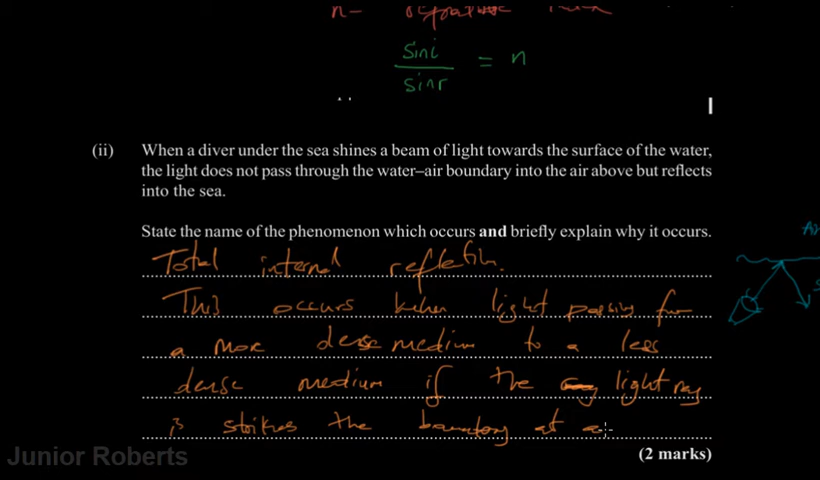 n-
sini
sinr
= n
(ii) When a diver under the sea shines a beam of light towards the surface of the water,
the light does not pass through the water–air boundary into the air above but reflects
into the sea.
State the name of the phenomenon which occurs and briefly explain why it occurs.
Total internal reflection.
This occurs when light passing from
a more dense medium to a less
dense medium if the light ray
is strikes the boundary at a
(2 marks)
Junior Roberts